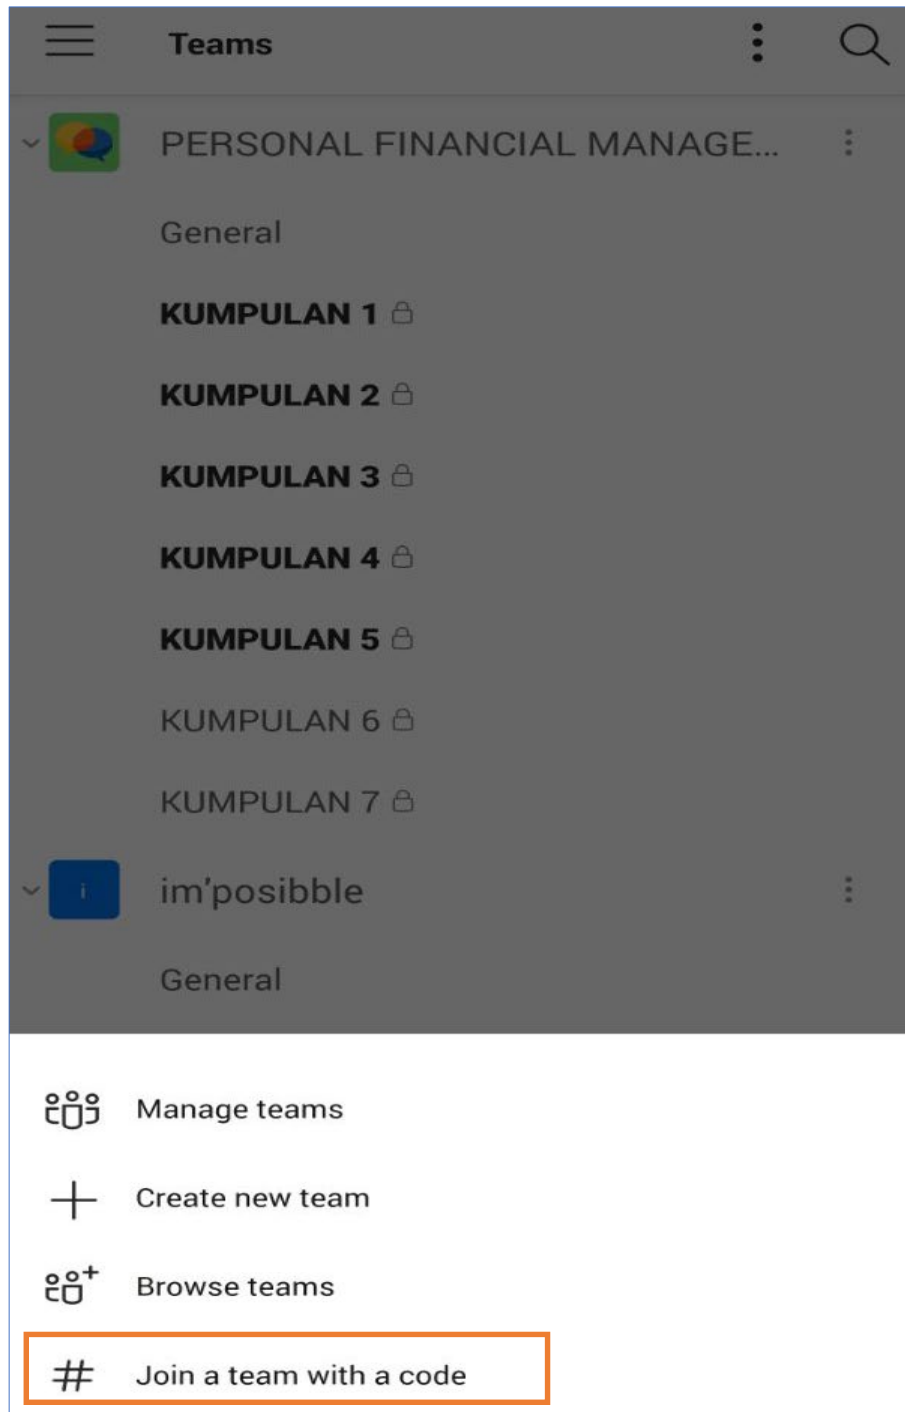 Teams
PERSONAL FINANCIAL MANAGE...
General
KUMPULAN 1
KUMPULAN 2
KUMPULAN 3
KUMPULAN 4
KUMPULAN 5
KUMPULAN 6
KUMPULAN 7
i
im'posibble
General
Manage teams
Create new team
Browse teams
# Join a team with a code